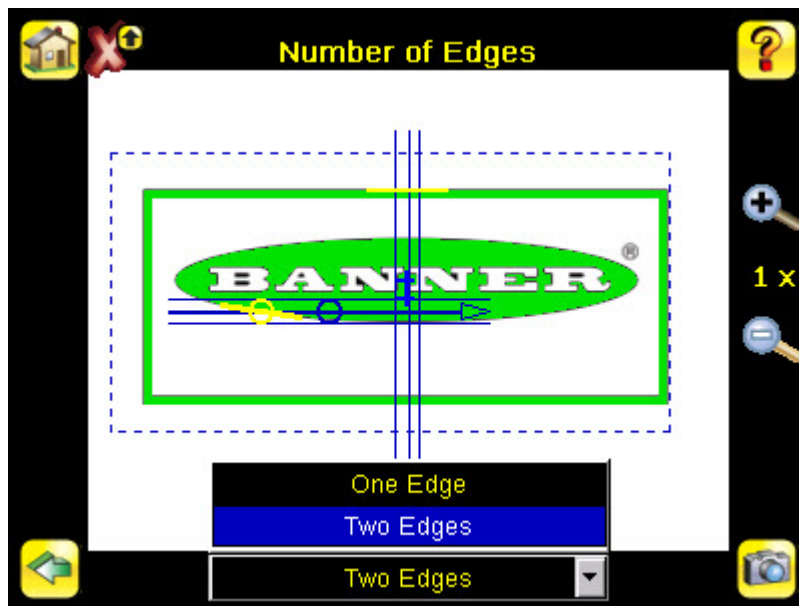 Number of Edges
BANNER
®
1 x
One Edge
Two Edges
Two Edges